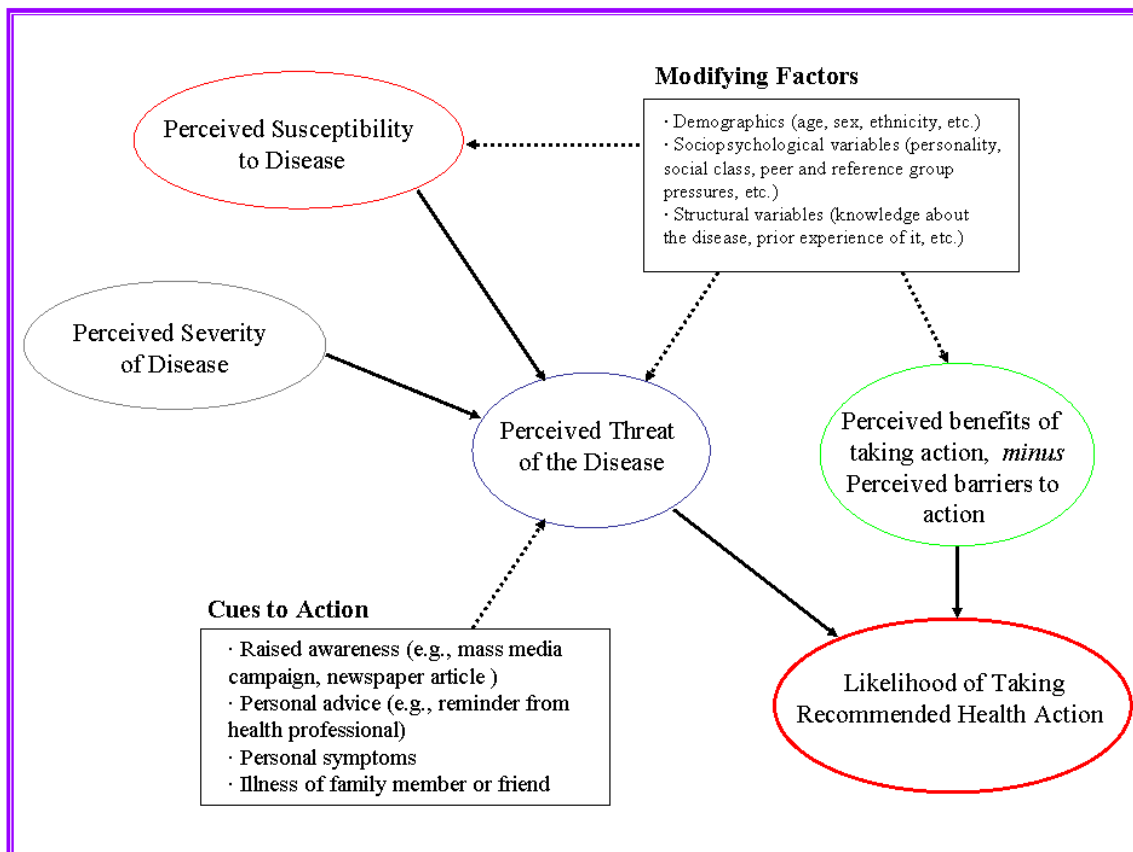 Modifying Factors
· Demographics (age, sex, ethnicity, etc.)
· Sociopsychological variables (personality,
social class, peer and reference group
pressures, etc.)
· Structural variables (knowledge about
the disease, prior experience of it, etc.)
Perceived Susceptibility
to Disease
Perceived Severity
of Disease
Perceived Threat
of the Disease
Perceived benefits of
taking action, minus
Perceived barriers to
action
Cues to Action
· Raised awareness (e.g., mass media
campaign, newspaper article )
· Personal advice (e.g., reminder from
health professional)
· Personal symptoms
· Illness of family member or friend
Likelihood of Taking
Recommended Health Action